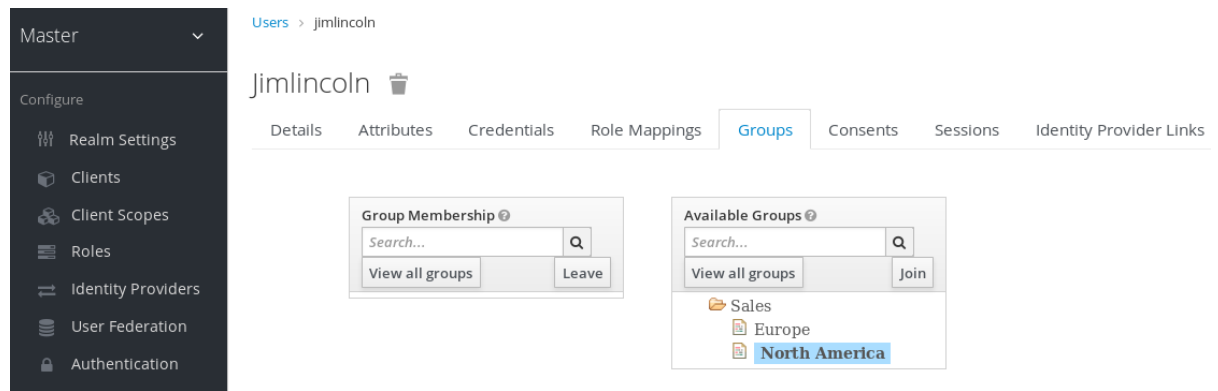 Master
Configure
Realm Settings
Clients
Client Scopes
Roles
Identity Providers
User Federation
Authentication
Users > jimlincoln
Jimlincoln
Details Attributes Credentials Role Mappings Groups Consents Sessions Identity Provider Links
Group Membership
Search...
View all groups Leave
Available Groups
Search...
View all groups Join
Sales
Europe
North America